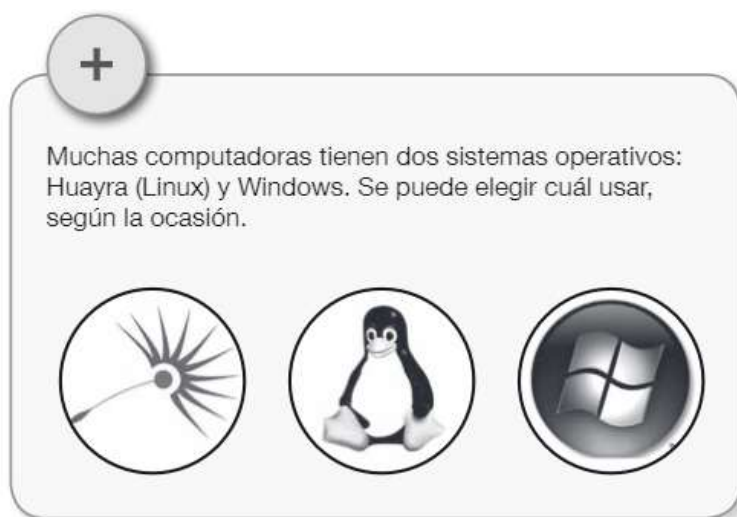 +
Muchas computadoras tienen dos sistemas operativos:
Huayra (Linux) y Windows. Se puede elegir cuál usar,
según la ocasión.